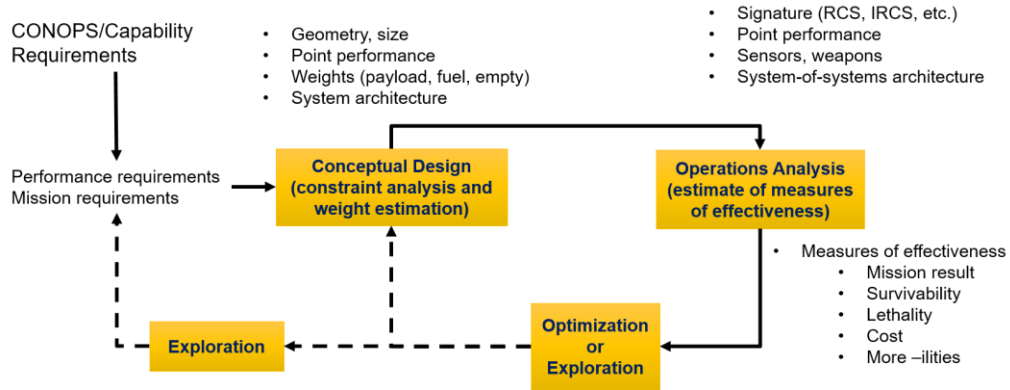 CONOPS/Capability
Requirements
• Geometry, size
• Point performance
• Weights (payload, fuel, empty)
• System architecture
• Signature (RCS, IRCS, etc.)
• Point performance
• Sensors, weapons
• System-of-systems architecture
Performance requirements
Mission requirements
Conceptual Design
(constraint analysis and
weight estimation)
Operations Analysis
(estimate of measures
of effectiveness)
• Measures of effectiveness
• Mission result
• Survivability
• Lethality
• Cost
• More –ilities
Optimization
or
Exploration
Exploration